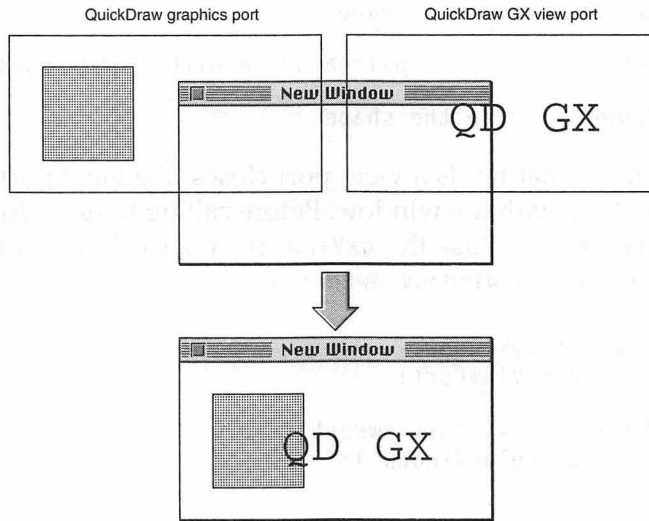 QuickDraw graphics port
QuickDraw GX view port
New Window
QD GX
New Window
QD GX